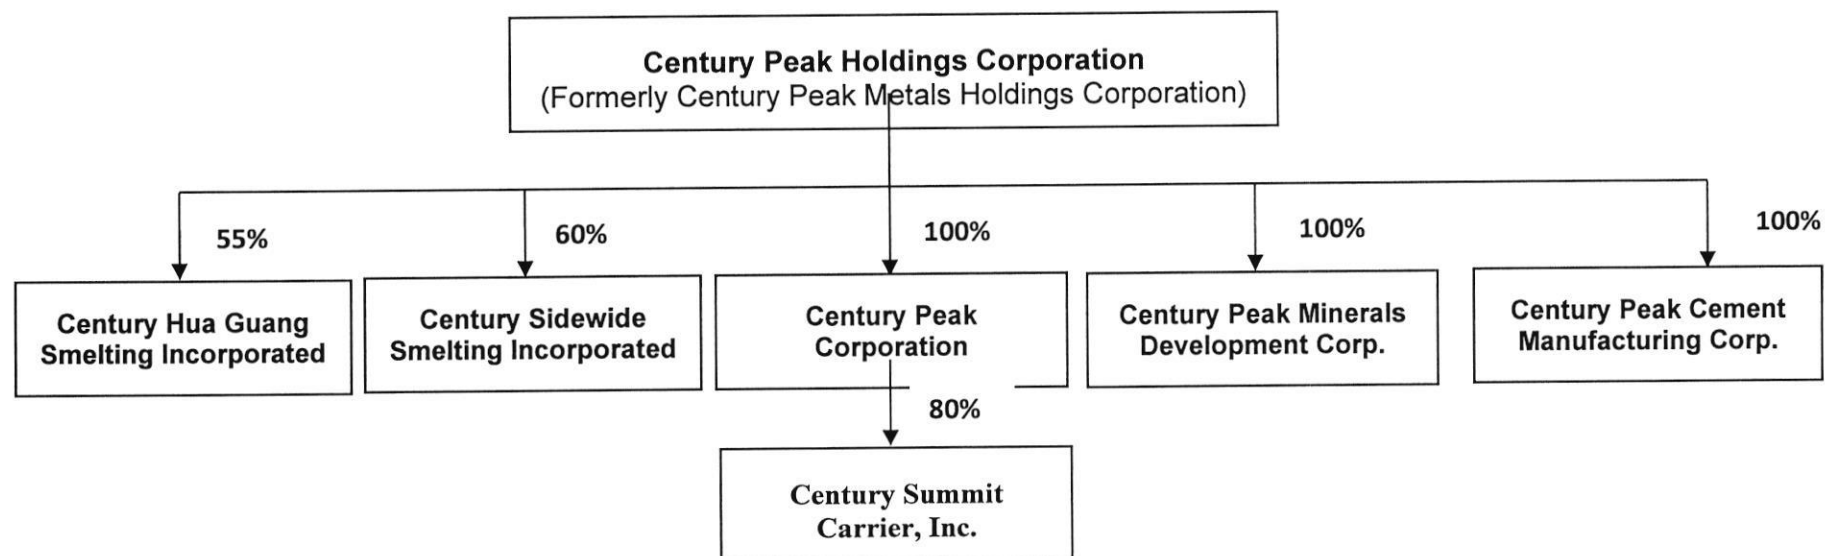 Century Peak Holdings Corporation
(Formerly Century Peak Metals Holdings Corporation)
55%
60%
100%
100%
100%
Century Hua Guang
Smelting Incorporated
Century Sidewide
Smelting Incorporated
Century Peak
Corporation
Century Peak Minerals
Development Corp.
Century Peak Cement
Manufacturing Corp.
80%
Century Summit
Carrier, Inc.